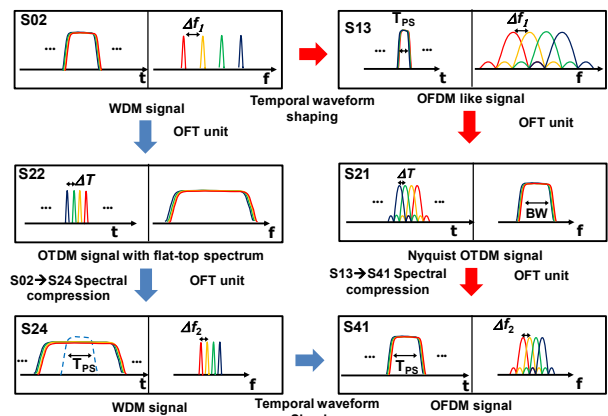 S02
Δf1
...
...
t
f
WDM signal
Temporal waveform
shaping
S13
TPS
Δf1
...
...
t
f
OFDM like signal
OFT unit
OFT unit
S22
ΔT
...
...
t
f
OTDM signal with flat-top spectrum
S21
ΔT
...
...
BW
t
f
Nyquist OTDM signal
S02→S24 Spectral
compression
OFT unit
S13→S41 Spectral
compression
OFT unit
S24
Δf2
...
...
TPS
t
f
WDM signal
Temporal waveform
S41
Δf2
...
...
TPS
t
f
OFDM signal